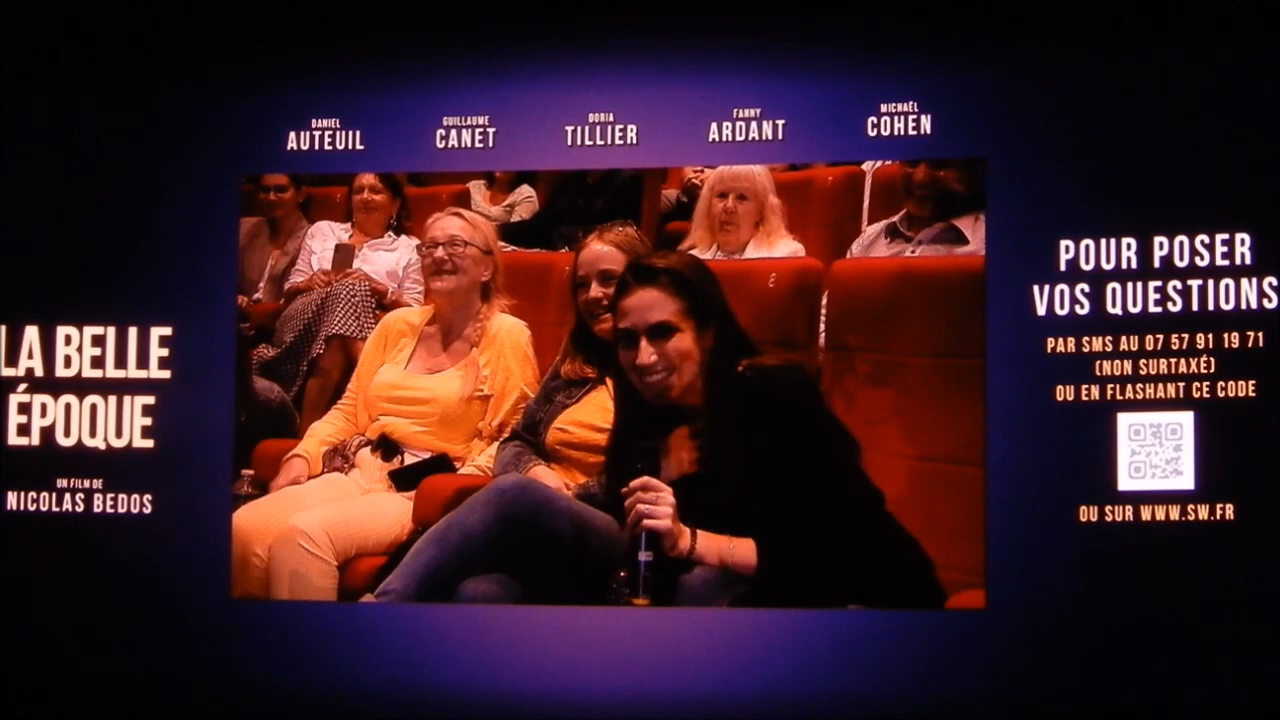 DANIEL
AUTEUIL
GUILLAUME
CANET
DORIA
TILLIER
FANNY
ARDANT
MICHAËL
COHEN
LA BELLE
ÉPOQUE
UN FILM DE
NICOLAS BEDOS
POUR POSER
VOS QUESTIONS
PAR SMS AU 07 57 91 19 71
(NON SURTAXÉ)
OU EN FLASHANT CE CODE
OU SUR WWW.SW.FR